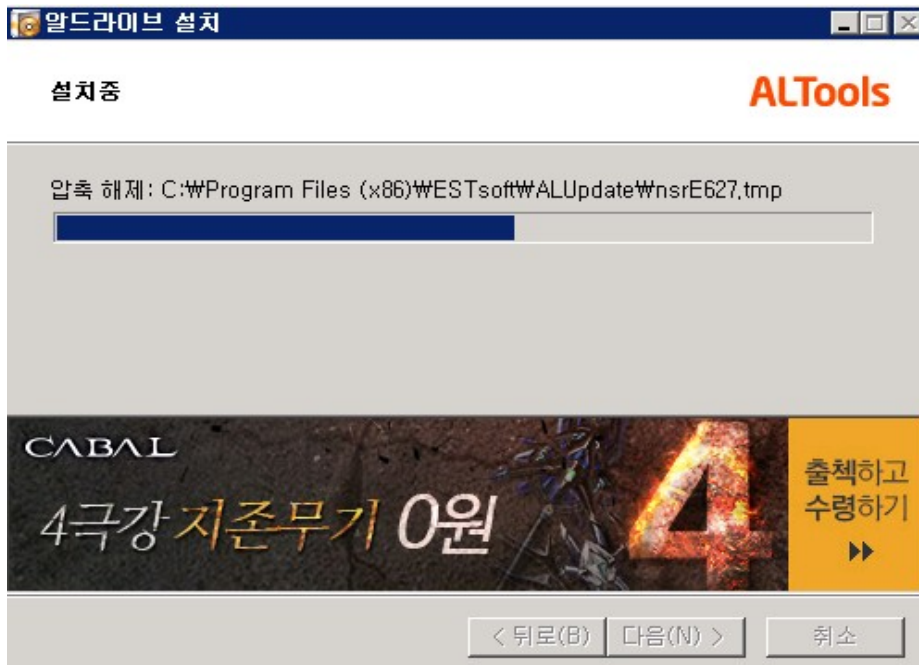 알드라이브 설치
설치중
ALTools
압축 해제: C:₩Program Files (x86)₩ESTsoft₩ALUpdate₩nsrE627.tmp
CABAL
4극강 지존무기 0원
4
출첵하고
수령하기
< 뒤로(B)
다음(N) >
취소